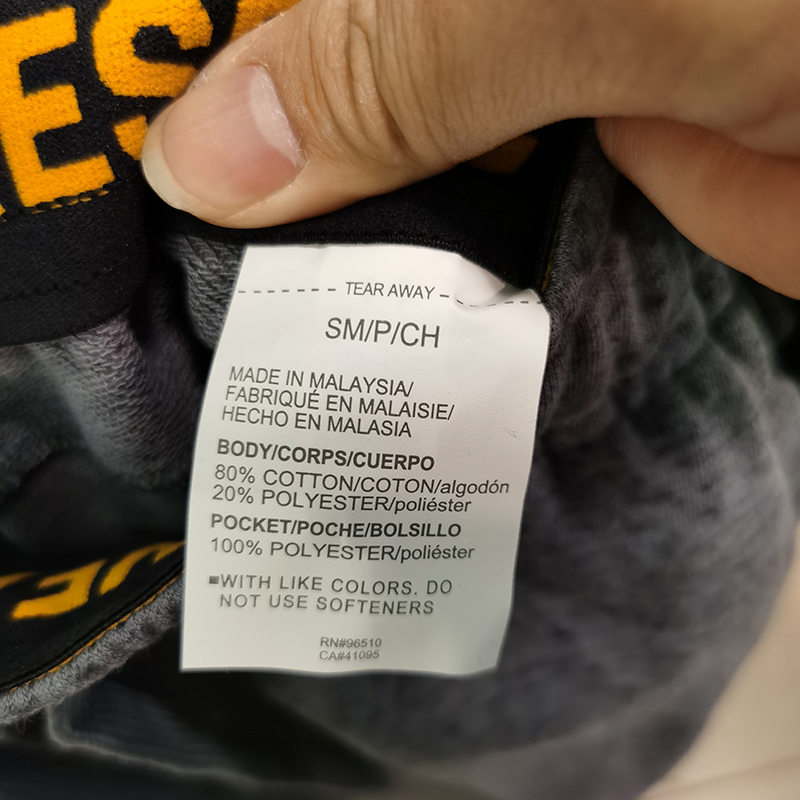 ES
TEAR AWAY
SM/P/CH
MADE IN MALAYSIA/
FABRIQUÉ EN MALAISIE/
HECHO EN MALASIA
BODY/CORPS/CUERPO
80% COTTON/COTON/algodón
20% POLYESTER/poliéster
POCKET/POCHE/BOLSILLO
100% POLYESTER/poliéster
WITH LIKE COLORS. DO
NOT USE SOFTENERS
RN#96510
CA#41095